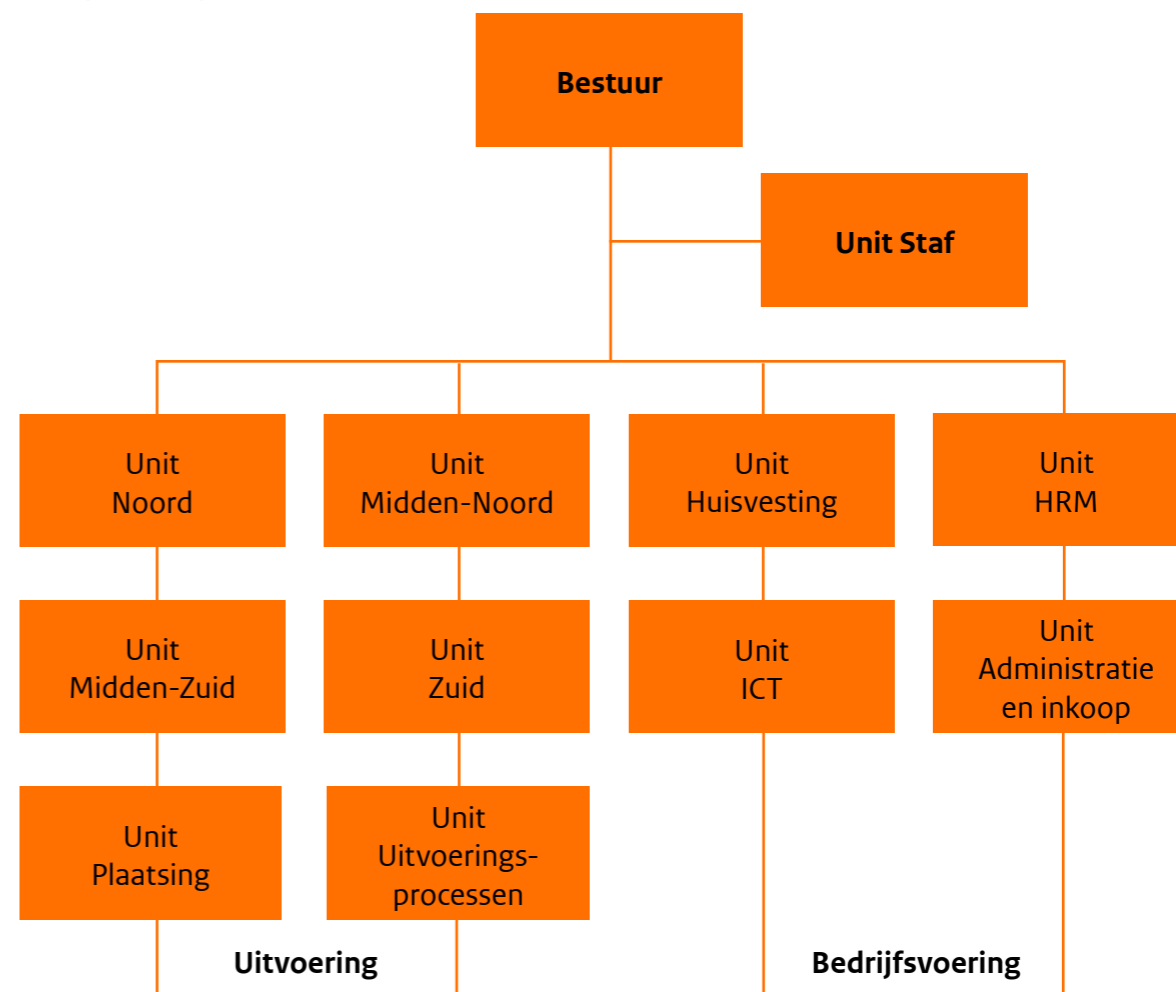 Bestuur
Unit Staf
Unit
Noord
Unit
Midden-Noord
Unit
Huisvesting
Unit
HRM
Unit
Midden-Zuid
Unit
Zuid
Unit
ICT
Unit
Administratie
en inkoop
Unit
Plaatsing
Unit
Uitvoerings-
processen
Uitvoering
Bedrijfsvoering